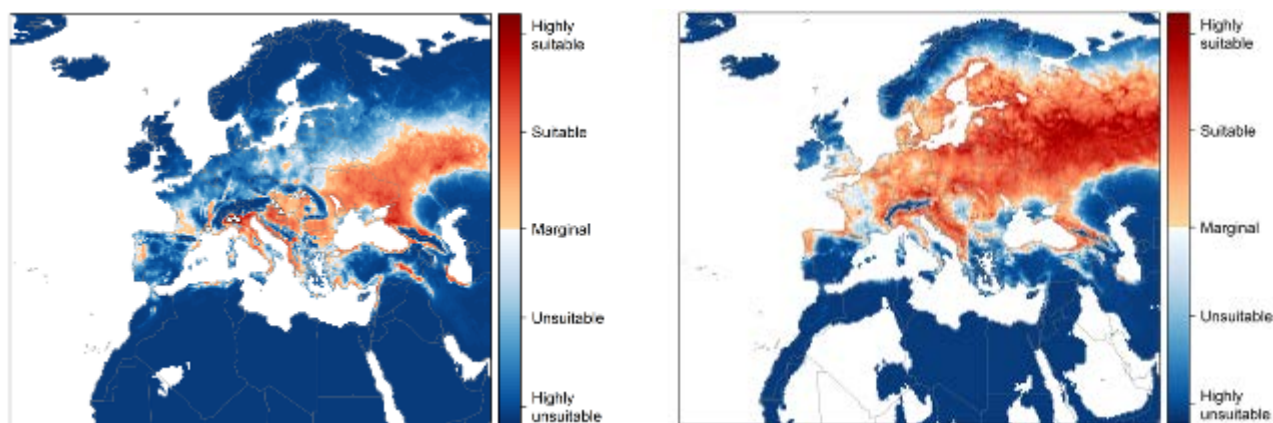 Highly
suitable
Suitable
Marginal
Unsuitable
Highly
unsuitable
Highly
suitable
Suitable
Marginal
Unsuitable
Highly
unsuitable